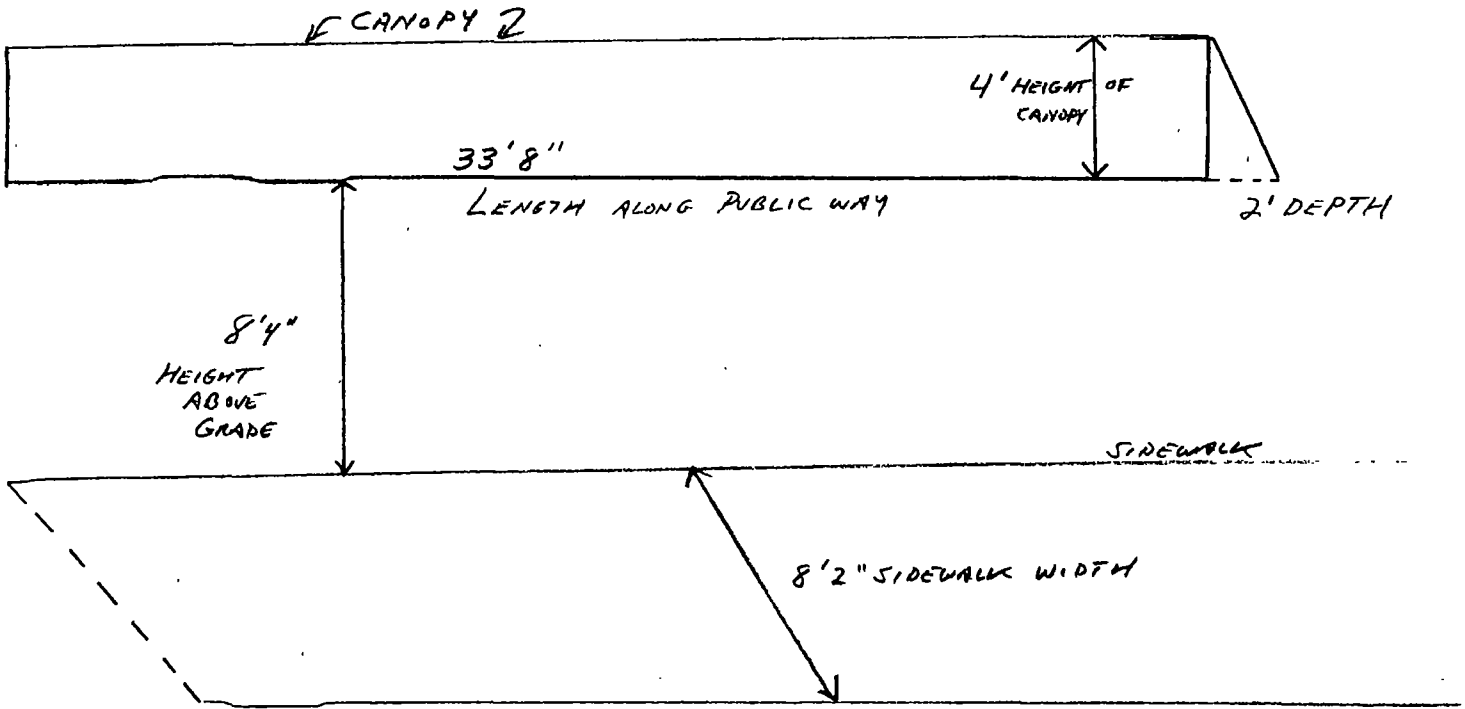 CANOPY
4' HEIGHT OF
CANOPY
33'8"
LENGTH ALONG PUBLIC WAY
2' DEPTH
8'4"
HEIGHT
ABOVE
GRADE
SIDEWALK
8'2" SIDEWALK WIDTH